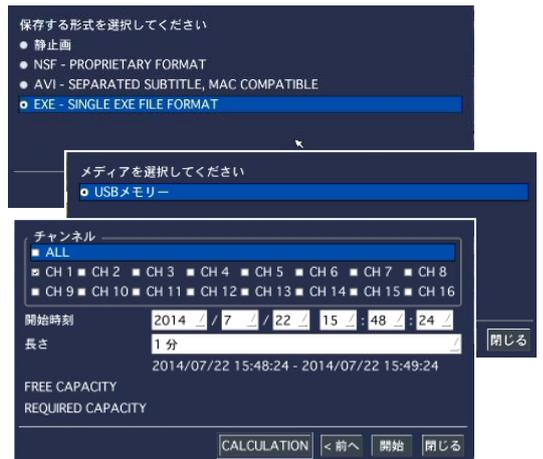 保存する形式を選択してください
静止画
NSF - PROPRIETARY FORMAT
AVI - SEPARATED SUBTITLE, MAC COMPATIBLE
EXE - SINGLE EXE FILE FORMAT
メディアを選択してください
USBメモリー
閉じる
チャンネル
ALL
CH 1 CH 2 CH 3 CH 4 CH 5 CH 6 CH 7 CH 8
CH 9 CH 10 CH 11 CH 12 CH 13 CH 14 CH 15 CH 16
開始時刻 2014 / 7 / 22 15 : 48 : 24
長さ 1 分
2014/07/22 15:48:24 - 2014/07/22 15:49:24
FREE CAPACITY
REQUIRED CAPACITY
CALCULATION < 前へ 開始 閉じる